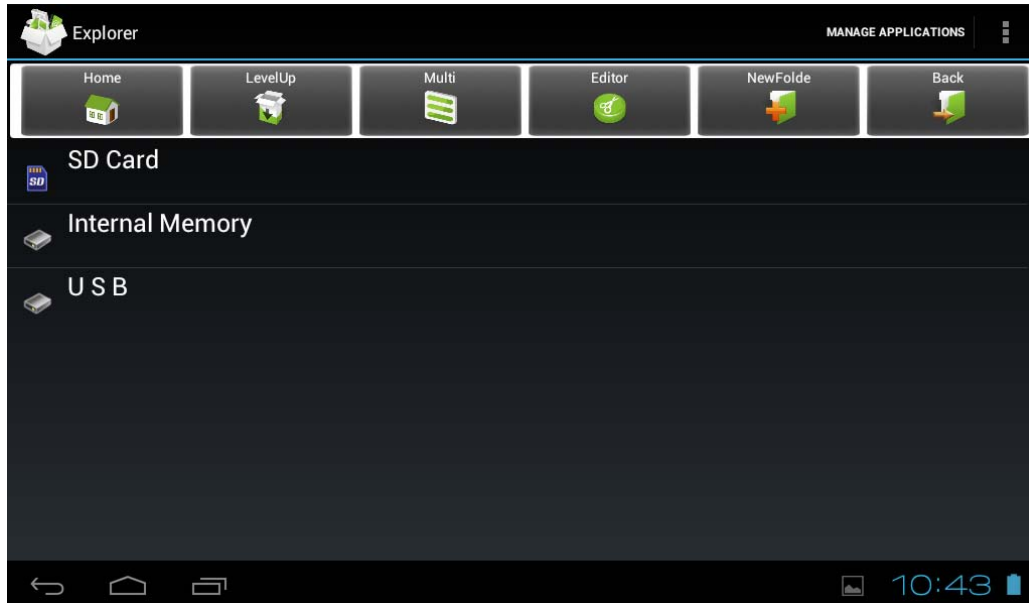 Explorer
MANAGE APPLICATIONS
Home
LevelUp
Multi
Editor
NewFolde
Back
SD Card
SD
Internal Memory
U S B
10:43